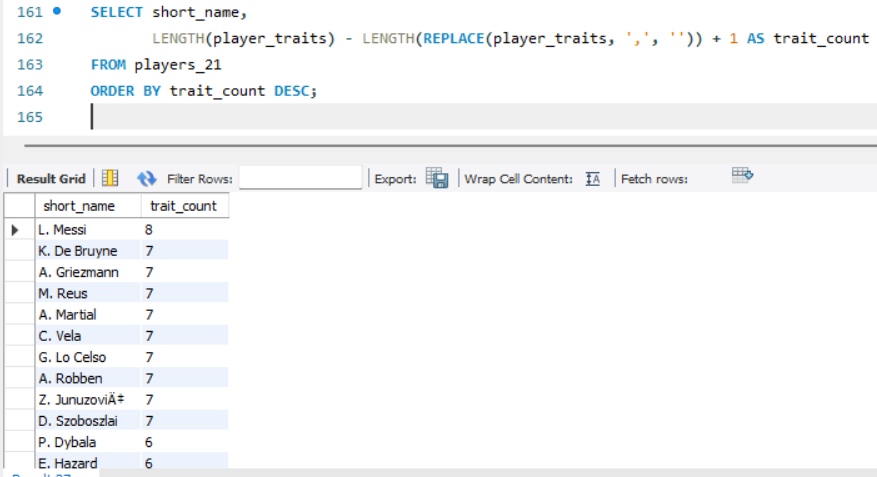 161 SELECT short_name,
162 LENGTH(player_traits) - LENGTH(REPLACE(player_traits, ',', '')) + 1 AS trait_count
163 FROM players_21
164 ORDER BY trait_count DESC;
165
Result Grid Filter Rows: Export: Wrap Cell Content: IA Fetch rows:
short_name trait_count
L. Messi 8
K. De Bruyne 7
A. Griezmann 7
M. Reus 7
A. Martial 7
C. Vela 7
G. Lo Celso 7
A. Robben 7
Z. JunuzoviÄ‡ 7
D. Szoboszlai 7
P. Dybala 6
E. Hazard 6